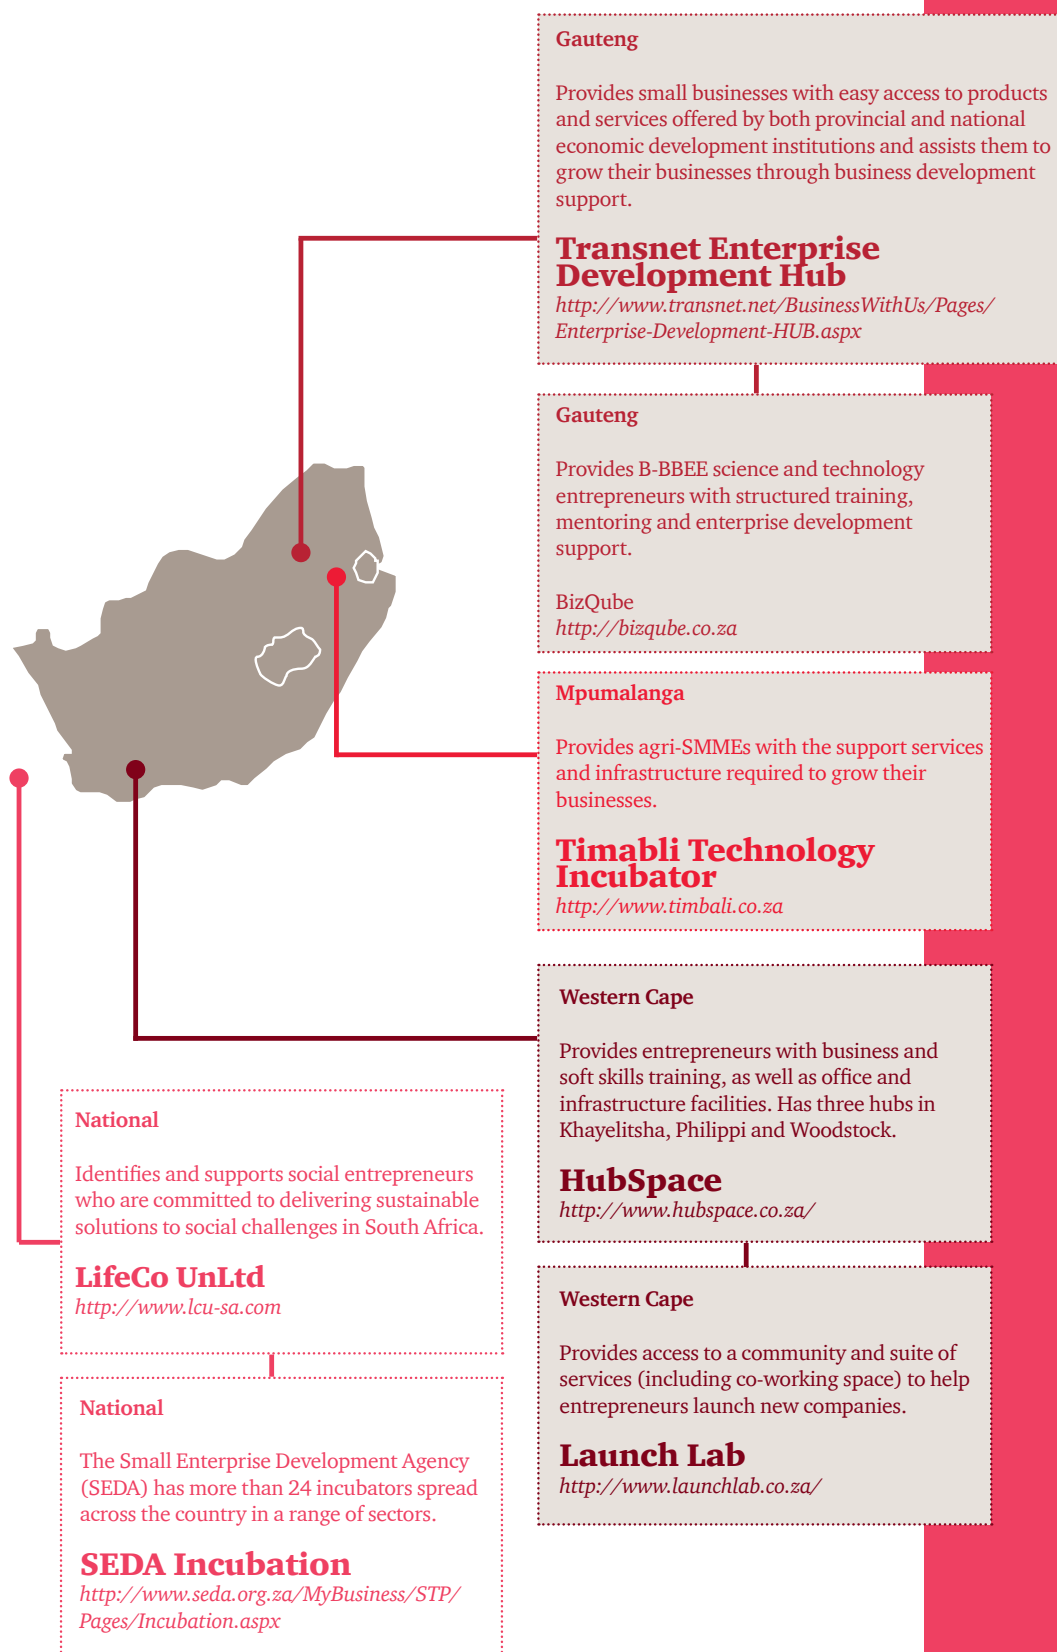 Gauteng
Provides small businesses with easy access to products
and services offered by both provincial and national
economic development institutions and assists them to
grow their businesses through business development
support.
Transnet Enterprise
Development Hub
http://www.transnet.net/BusinessWithUs/Pages/
Enterprise-Development-HUB.aspx
Gauteng
Provides B-BBEE science and technology
entrepreneurs with structured training,
mentoring and enterprise development
support.
BizQube
http://bizqube.co.za
Mpumalanga
Provides agri-SMMEs with the support services
and infrastructure required to grow their
businesses.
Timabli Technology
Incubator
http://www.timbali.co.za
Western Cape
Provides entrepreneurs with business and
soft skills training, as well as office and
infrastructure facilities. Has three hubs in
Khayelitsha, Philippi and Woodstock.
HubSpace
http://www.hubspace.co.za/
Western Cape
Provides access to a community and suite of
services (including co-working space) to help
entrepreneurs launch new companies.
Launch Lab
http://www.launchlab.co.za/
National
Identifies and supports social entrepreneurs
who are committed to delivering sustainable
solutions to social challenges in South Africa.
LifeCo UnLtd
http://www.lcu-sa.com
National
The Small Enterprise Development Agency
(SEDA) has more than 24 incubators spread
across the country in a range of sectors.
SEDA Incubation
http://www.seda.org.za/MyBusiness/STP/
Pages/Incubation.aspx